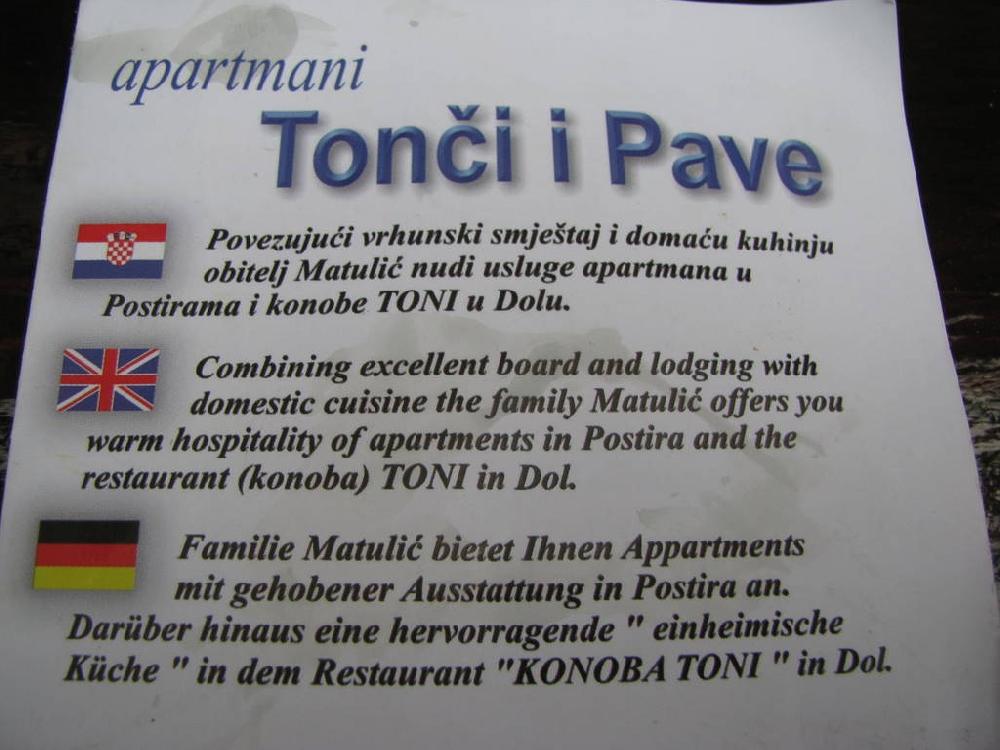 apartmani
Tonči i Pave
Povezujući vrhunski smještaj i domaću kuhinju
obitelj Matulić nudi usluge apartmana u
Postirama i konobe TONI u Dolu.
Combining excellent board and lodging with
domestic cuisine the family Matulić offers you
warm hospitality of apartments in Postira and the
restaurant (konoba) TONI in Dol.
Familie Matulić bietet Ihnen Appartments
mit gehobener Ausstattung in Postira an.
Darüber hinaus eine hervorragende " einheimische
Küche " in dem Restaurant "KONOBA TONI " in Dol.